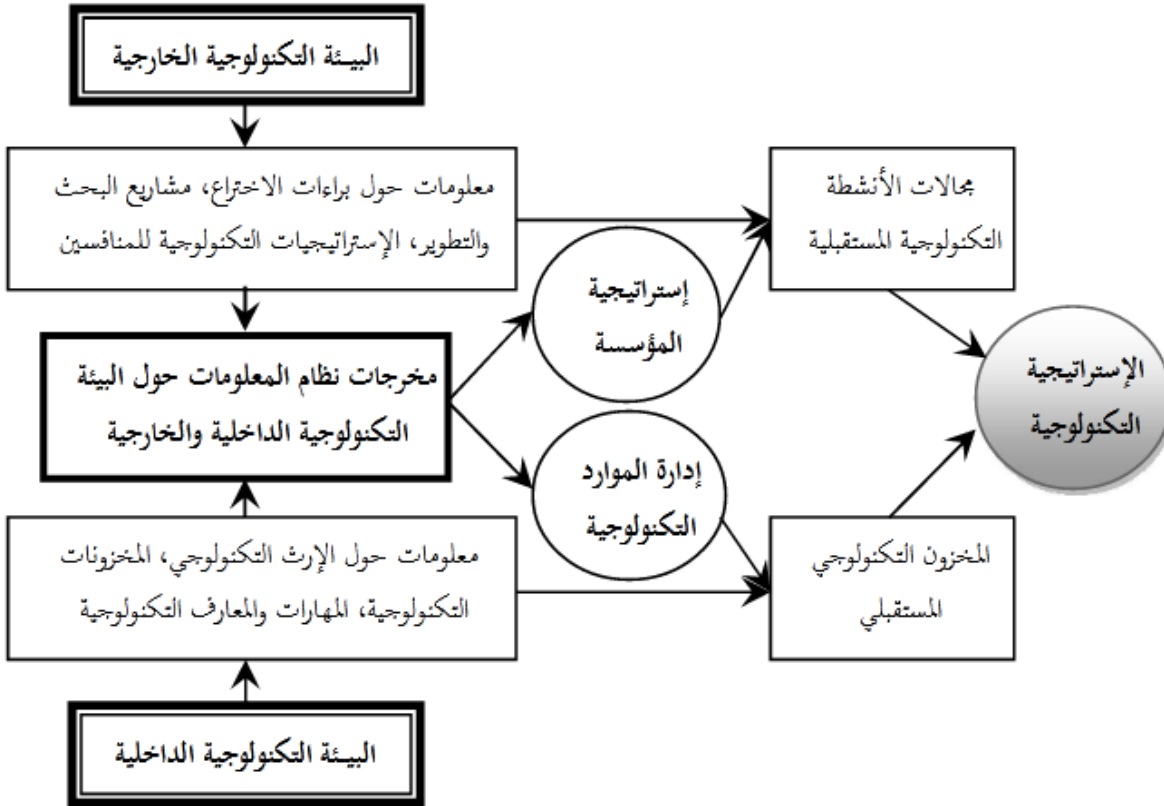 البيـئة التكنولوجية الخارجية
معلومات حول براءات الاختراع، مشاريع البحث
والتطوير، الإستراتيجيات التكنولوجية للمنافسين
مجالات الأنشطة
التكنولوجية المستقبلية
إستراتيجية
المؤسسة
مخرجات نظام المعلومات حول البيئة
التكنولوجية الداخلية والخارجية
الإستراتيجية
التكنولوجية
إدارة الموارد
التكنولوجية
معلومات حول الإرث التكنولوجي، المخزونات
التكنولوجية، المهارات والمعارف التكنولوجية
المخزون التكنولوجي
المستقبلي
البيـئة التكنولوجية الداخلية